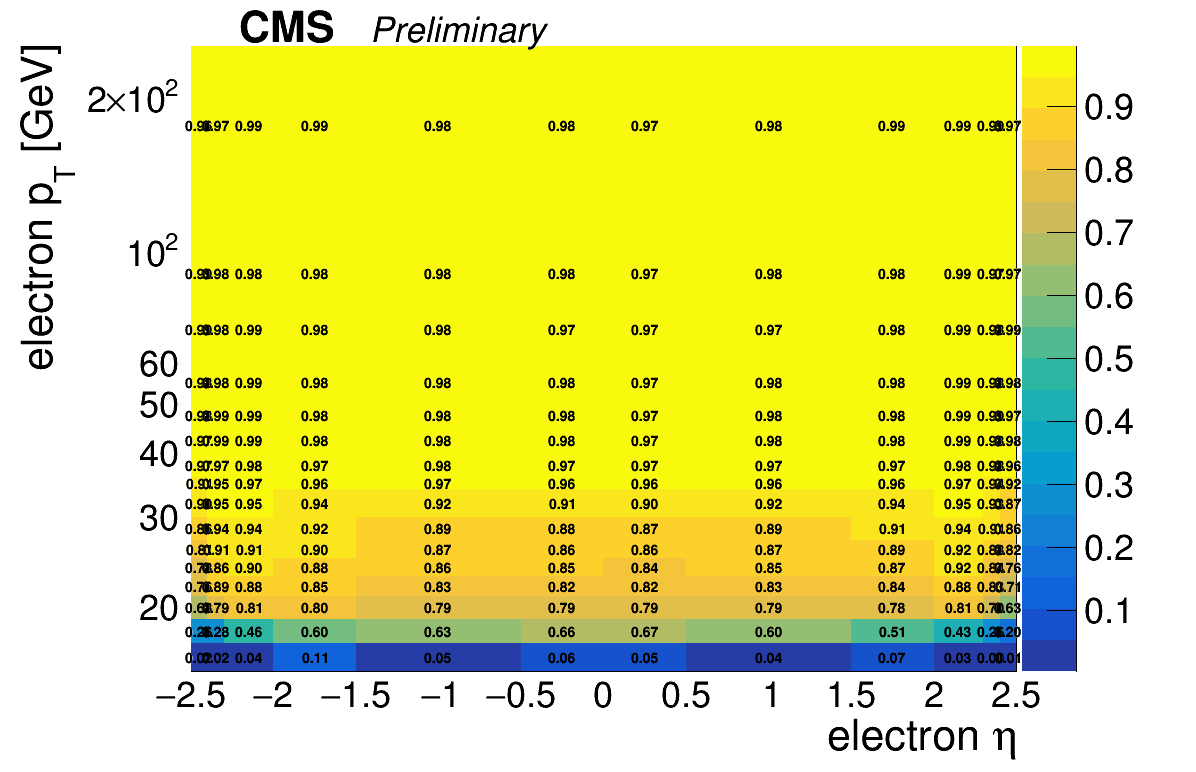 CMS Preliminary
electron p_T [GeV]
2×10²
10²
60
50
40
30
20
0.97 0.99 0.99 0.98 0.98 0.97 0.98 0.99 0.99 0.97
0.98 0.98 0.98 0.98 0.98 0.97 0.98 0.98 0.99 0.97
0.98 0.99 0.98 0.98 0.97 0.97 0.97 0.98 0.99 0.99
0.98 0.99 0.98 0.98 0.98 0.97 0.98 0.98 0.99 0.98
0.99 0.99 0.98 0.98 0.98 0.97 0.98 0.98 0.99 0.97
0.99 0.99 0.98 0.98 0.98 0.97 0.98 0.98 0.99 0.98
0.97 0.98 0.97 0.98 0.97 0.97 0.97 0.97 0.98 0.96
0.95 0.97 0.96 0.97 0.96 0.96 0.96 0.96 0.97 0.92
0.95 0.95 0.94 0.92 0.91 0.90 0.92 0.94 0.95 0.87
0.94 0.94 0.92 0.89 0.88 0.87 0.89 0.91 0.94 0.86
0.91 0.91 0.90 0.87 0.86 0.86 0.87 0.89 0.92 0.82
0.86 0.90 0.88 0.86 0.85 0.84 0.85 0.87 0.92 0.76
0.89 0.88 0.85 0.83 0.82 0.82 0.83 0.84 0.88 0.71
0.79 0.81 0.80 0.79 0.79 0.79 0.79 0.78 0.81 0.63
0.28 0.46 0.60 0.63 0.66 0.67 0.60 0.51 0.43 0.20
0.02 0.04 0.11 0.05 0.06 0.05 0.04 0.07 0.03 0.01
−2.5 −2 −1.5 −1 −0.5 0 0.5 1 1.5 2 2.5
electron η
0.9
0.8
0.7
0.6
0.5
0.4
0.3
0.2
0.1